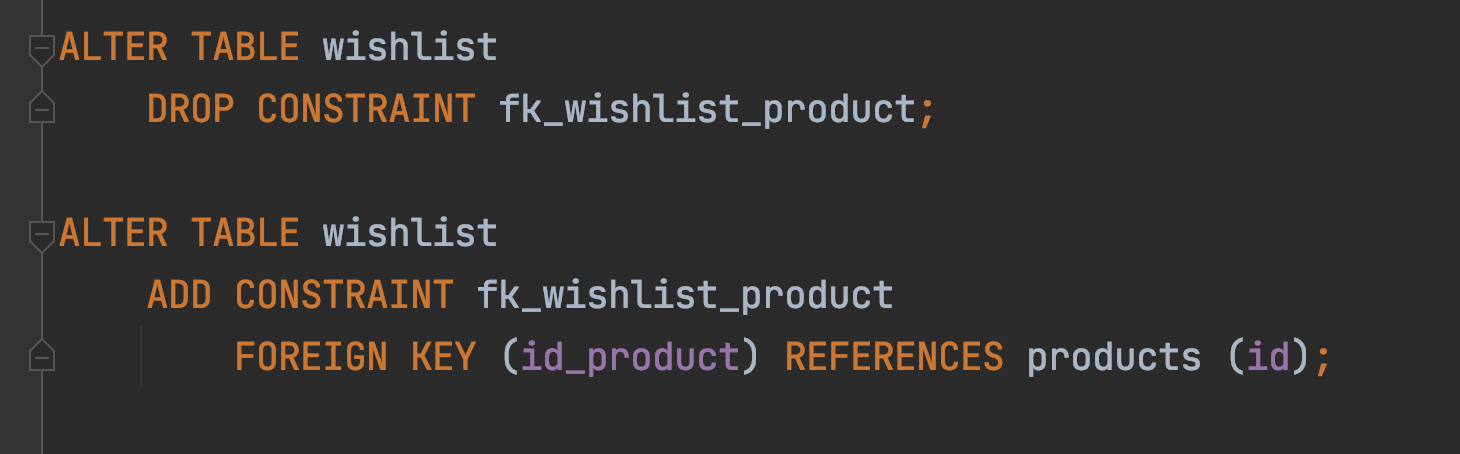 ALTER TABLE wishlist
    DROP CONSTRAINT fk_wishlist_product;

ALTER TABLE wishlist
    ADD CONSTRAINT fk_wishlist_product
        FOREIGN KEY (id_product) REFERENCES products (id);